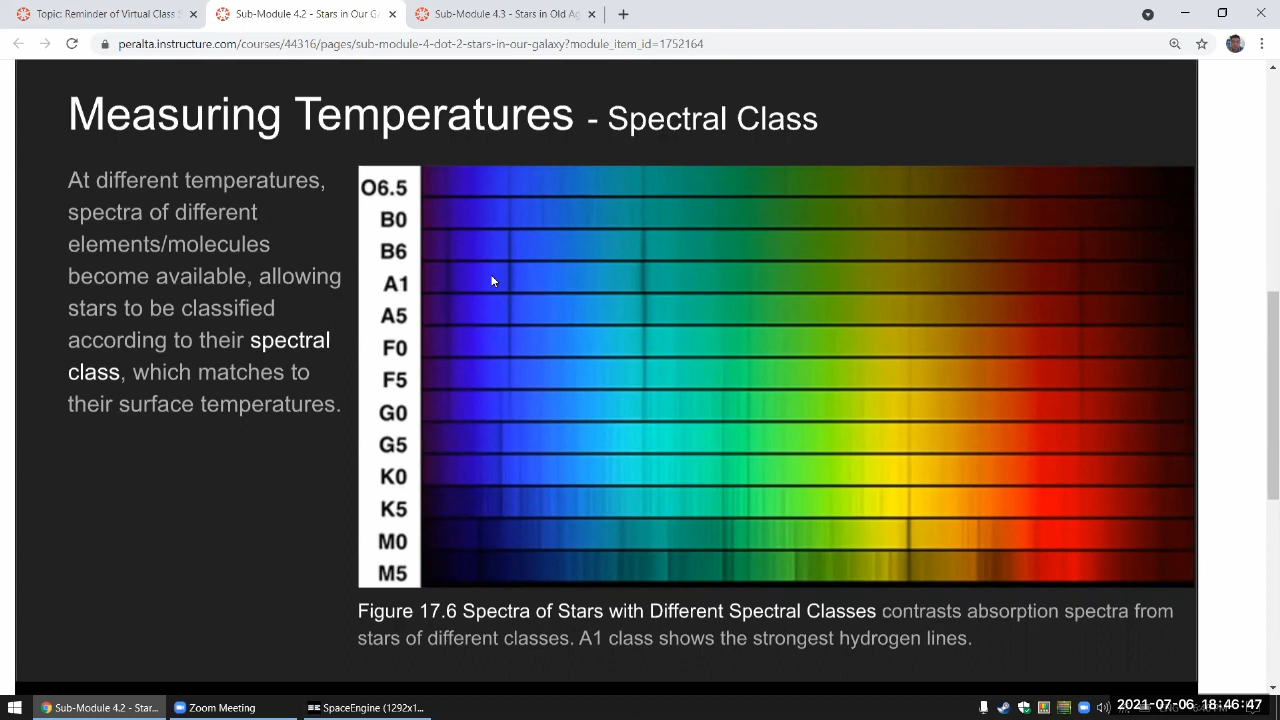 Topic: Reminder of Virtual Class S
Sub-Module 4.2 - Stars in Our Ga
Sub-Module 4.3 - Stars in Old Ag
peralta.instructure.com/courses/44316/pages/sub-module-4-dot-2-stars-in-our-galaxy?module_item_id=1752164
Measuring Temperatures - Spectral Class
At different temperatures,
spectra of different
elements/molecules
become available, allowing
stars to be classified
according to their spectral
class, which matches to
their surface temperatures.
O6.5
B0
B6
A1
A5
F0
F5
G0
G5
K0
K5
M0
M5
Figure 17.6 Spectra of Stars with Different Spectral Classes contrasts absorption spectra from
stars of different classes. A1 class shows the strongest hydrogen lines.
Sub-Module 4.2 - Star...
Zoom Meeting
SpaceEngine (1292x1...
2021-07-06 18:46:47